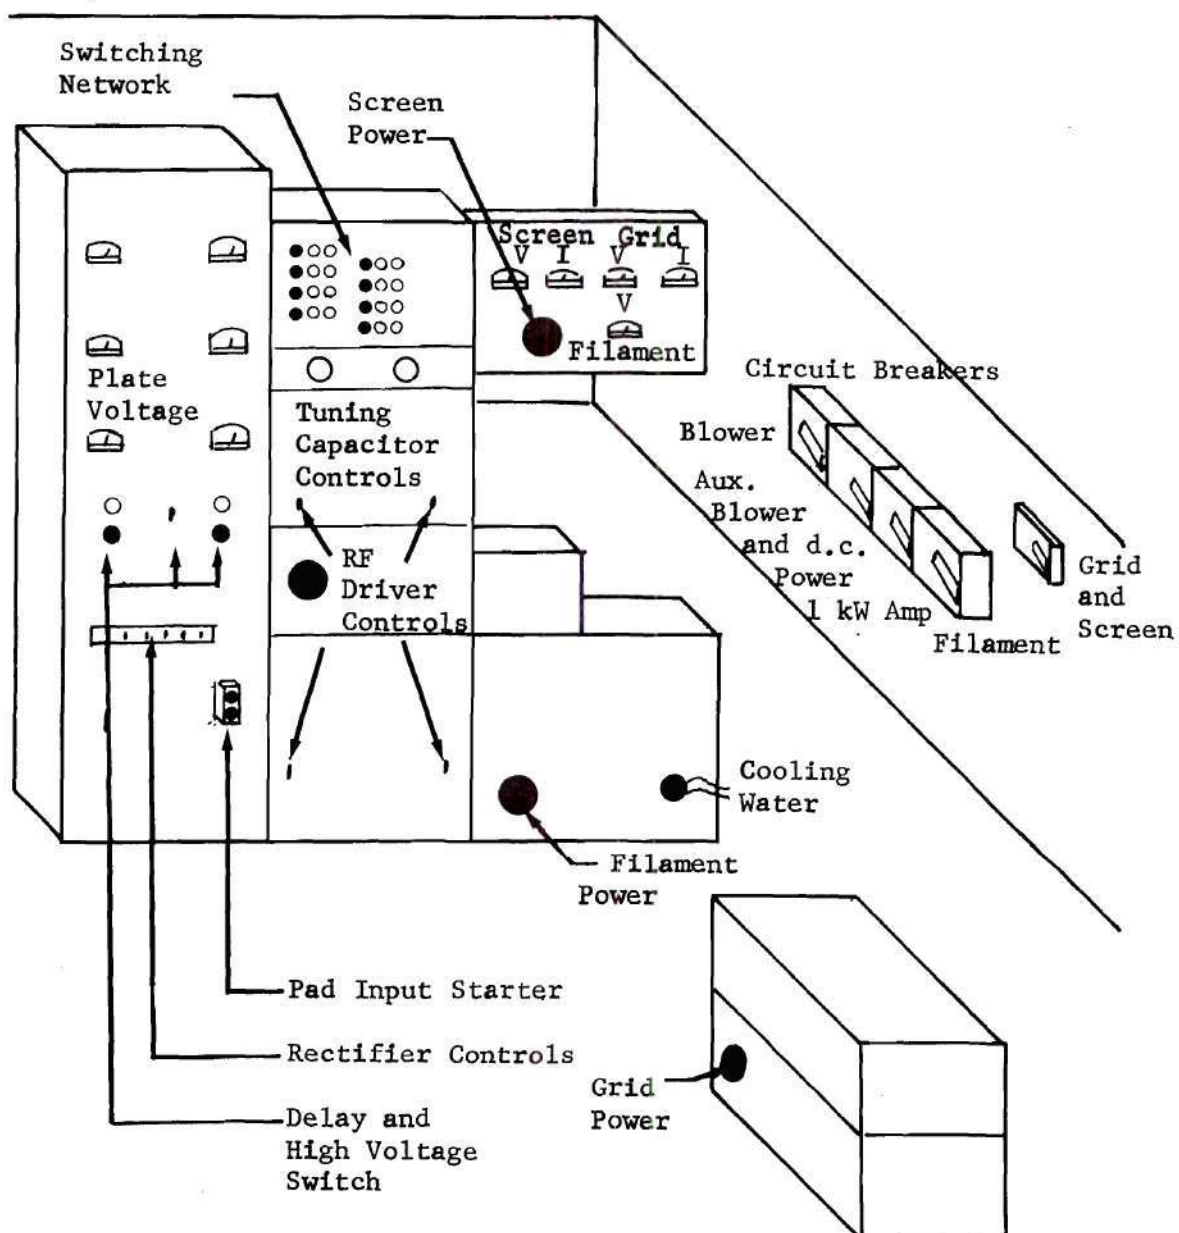 Switching
Network
Screen
Power
Screen Grid
V I V I
V
Filament
Plate
Voltage
Tuning
Capacitor
Controls
RF
Driver
Controls
Circuit Breakers
Blower
Aux.
Blower
and d.c.
Power
1 kW Amp
Filament
Grid
and
Screen
Cooling
Water
Filament
Power
Pad Input Starter
Rectifier Controls
Delay and
High Voltage
Switch
Grid
Power